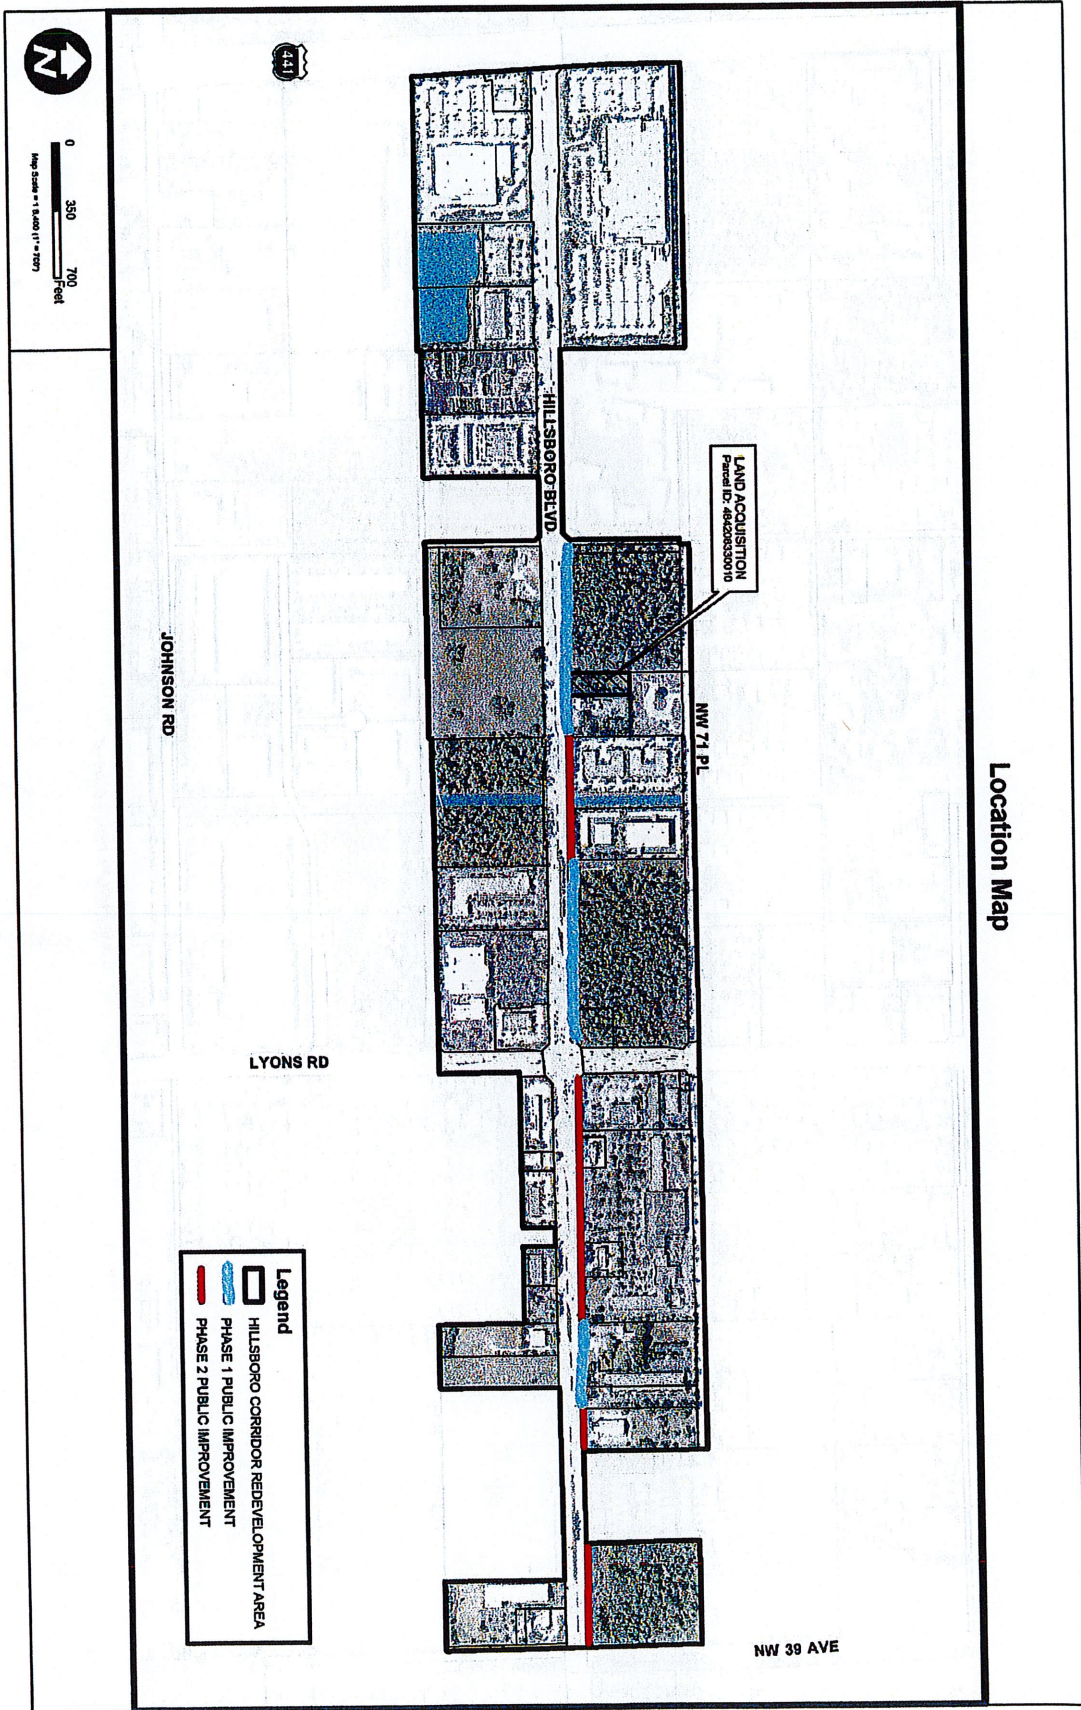 Location Map
441
HILLSBORO BLVD.
LAND ACQUISITION
Parcel ID: 484208330010
NW 71 PL
JOHNSON RD
LYONS RD
NW 39 AVE
Legend
HILLSBORO CORRIDOR REDEVELOPMENT AREA
PHASE 1 PUBLIC IMPROVEMENT
PHASE 2 PUBLIC IMPROVEMENT
N
0 350 700
Feet